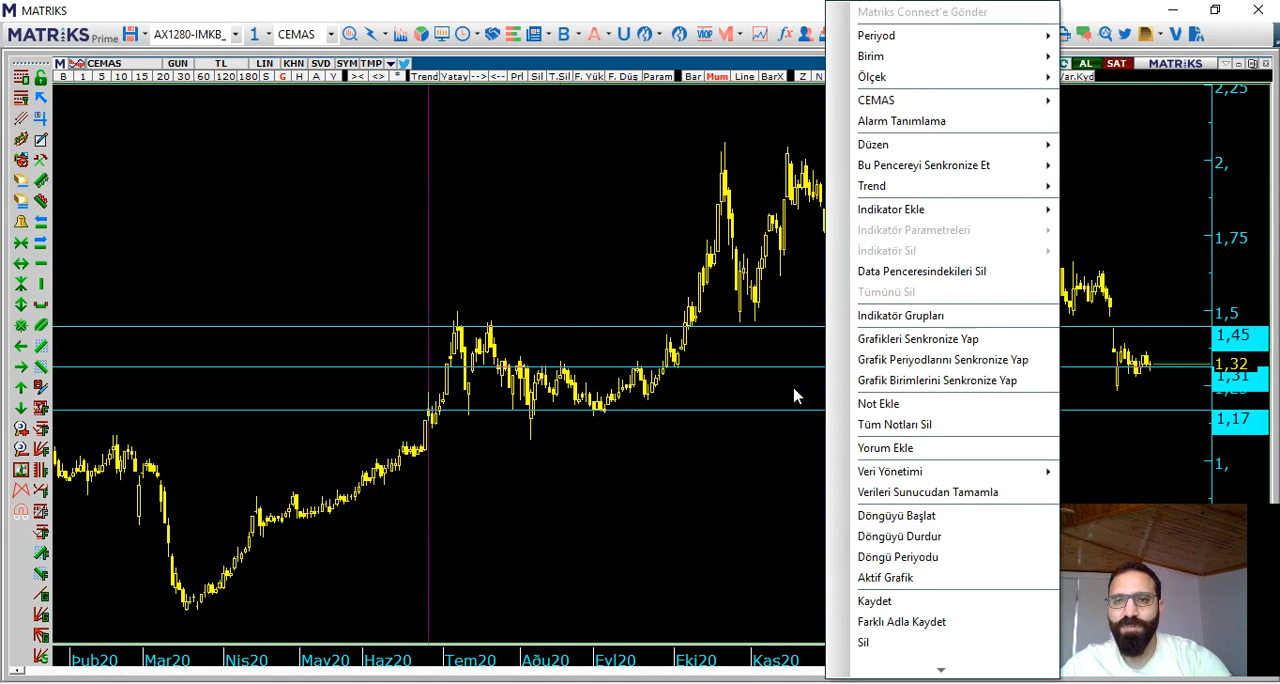 MATRIKS
MATRIKS Prime AX1280-IMKB_ 1 CEMAS B A U VIOP M fx V
M CEMAS GUN TL LIN KHN SVD SYM TMP
B 1 5 10 15 20 30 60 120 180 S G H A Y >< <> * Trend Yatay --> <-- Prl Sil T.Sil F. Yük F. Düş Param Bar Mum Line BarX Z N
AL SAT MATRIKS
Matriks Connect'e Gönder
Periyod
Birim
Ölçek
CEMAS
Alarm Tanımlama
Düzen
Bu Pencereyi Senkronize Et
Trend
Indikator Ekle
Indikatör Parametreleri
İndikatör Sil
Data Penceresindekileri Sil
Tümünü Sil
Indikatör Grupları
Grafikleri Senkronize Yap
Grafik Periyodlarını Senkronize Yap
Grafik Birimlerini Senkronize Yap
Not Ekle
Tüm Notları Sil
Yorum Ekle
Veri Yönetimi
Verileri Sunucudan Tamamla
Döngüyü Başlat
Döngüyü Durdur
Döngü Periyodu
Aktif Grafik
Kaydet
Farklı Adla Kaydet
Sil
2,25
2,
1,75
1,5
1,45
1,32
1,31
1,17
1,
Þub20 Mar20 Nis20 May20 Haz20 Tem20 Aðu20 Eyl20 Eki20 Kas20